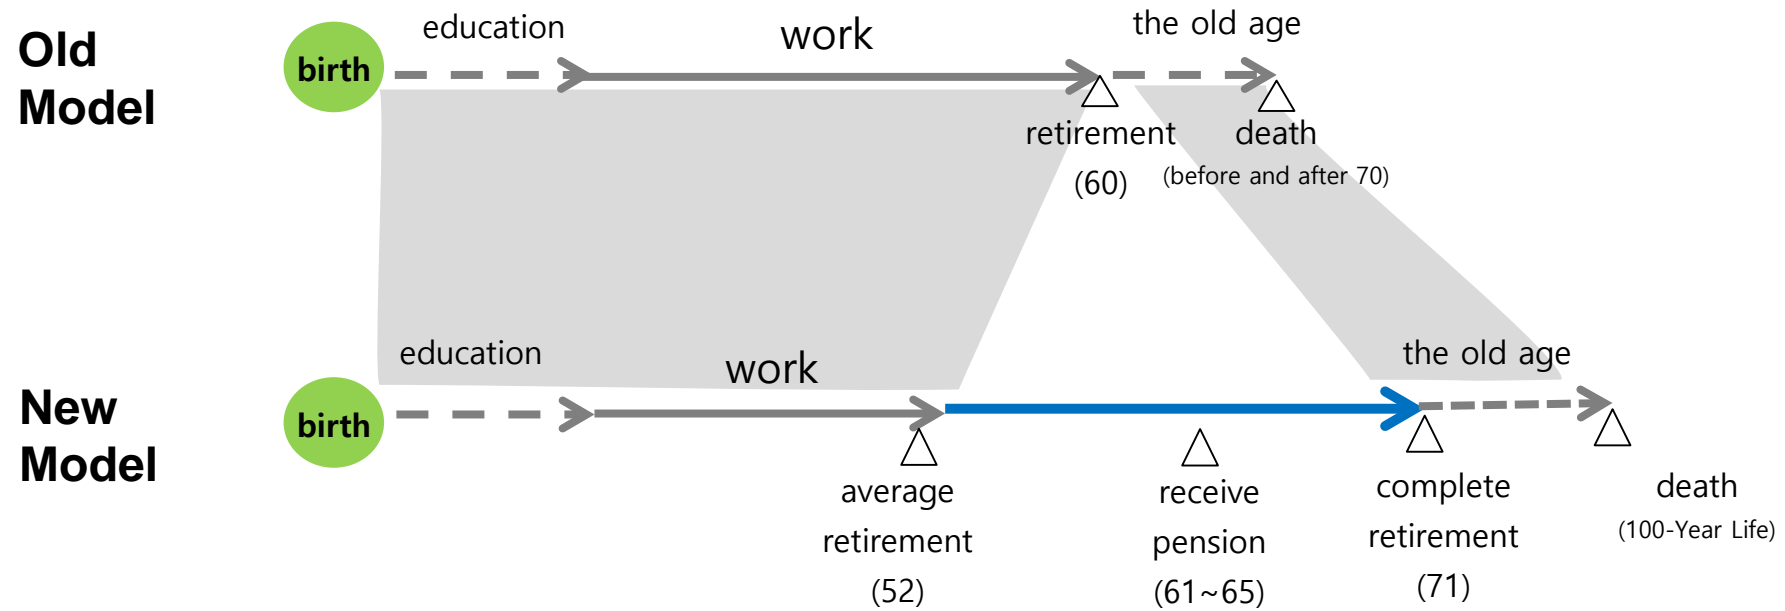 Old
Model
birth
education
work
the old age
retirement
(60)
death
(before and after 70)
New
Model
birth
education
work
the old age
average
retirement
(52)
receive
pension
(61~65)
complete
retirement
(71)
death
(100-Year Life)